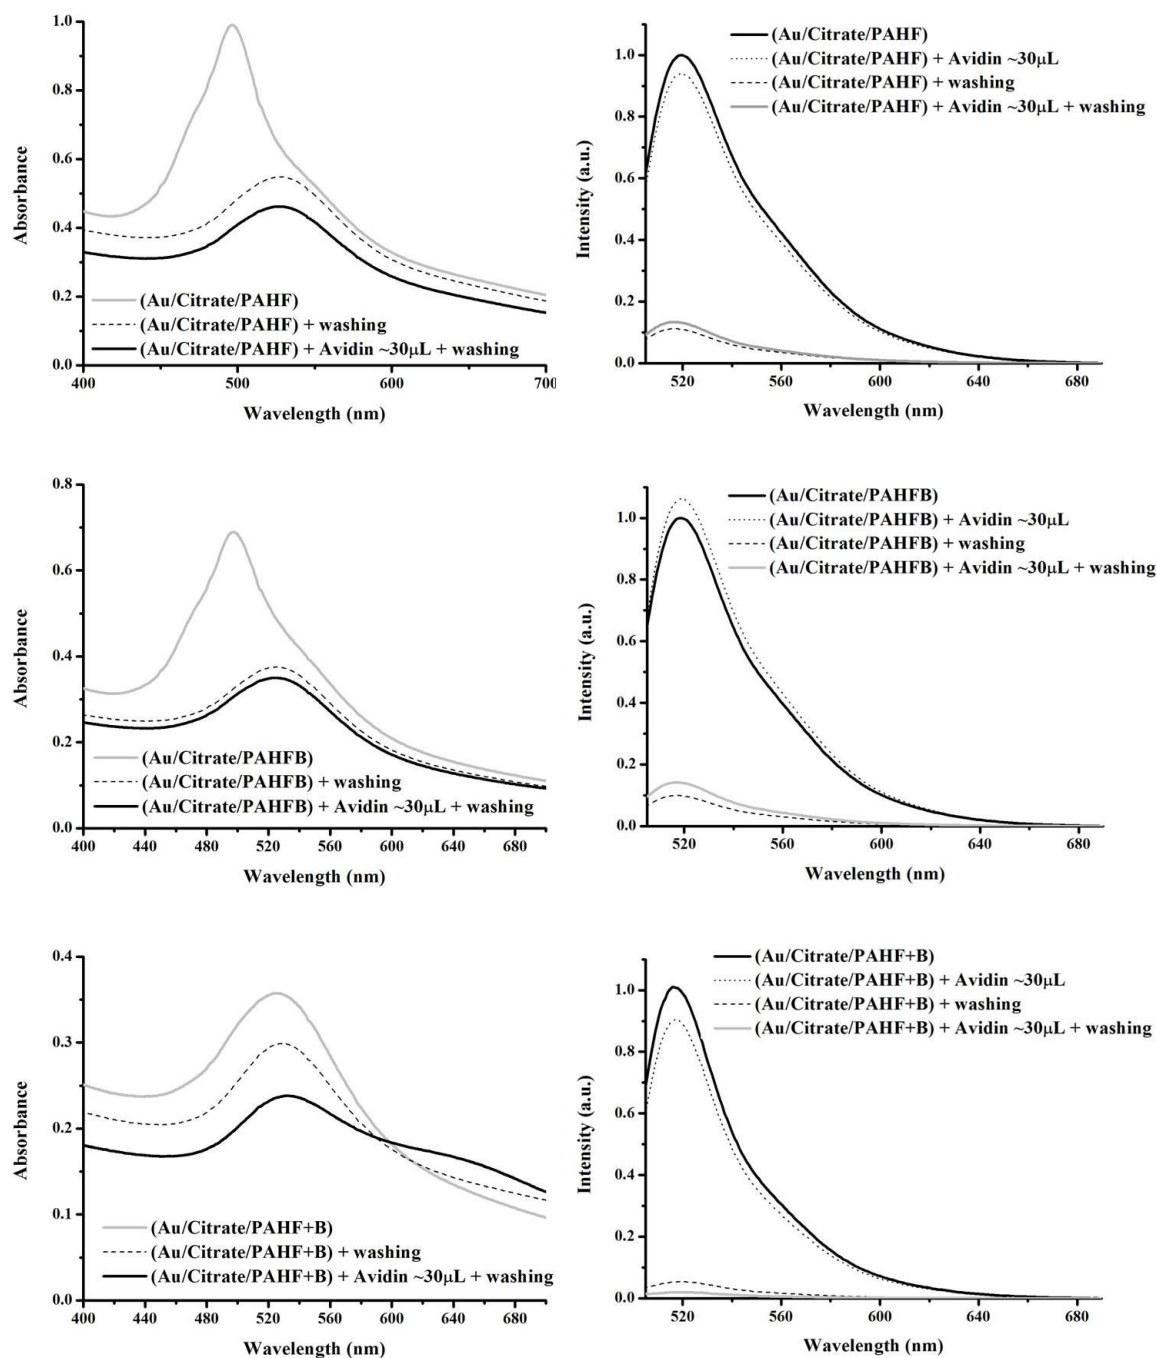 1.0
0.8
0.6
0.4
0.2
0.0
Absorbance
(Au/Citrate/PAHF)
(Au/Citrate/PAHF) + washing
(Au/Citrate/PAHF) + Avidin ~30µL + washing
400 500 600 700
Wavelength (nm)
(Au/Citrate/PAHF)
(Au/Citrate/PAHF) + Avidin ~30µL
(Au/Citrate/PAHF) + washing
(Au/Citrate/PAHF) + Avidin ~30µL + washing
1.0
0.8
0.6
0.4
0.2
0.0
Intensity (a.u.)
520 560 600 640 680
Wavelength (nm)
0.8
0.6
0.4
0.2
0.0
Absorbance
(Au/Citrate/PAHFB)
(Au/Citrate/PAHFB) + washing
(Au/Citrate/PAHFB) + Avidin ~30µL + washing
400 440 480 520 560 600 640 680
Wavelength (nm)
(Au/Citrate/PAHFB)
(Au/Citrate/PAHFB) + Avidin ~30µL
(Au/Citrate/PAHFB) + washing
(Au/Citrate/PAHFB) + Avidin ~30µL + washing
1.0
0.8
0.6
0.4
0.2
0.0
Intensity (a.u.)
520 560 600 640 680
Wavelength (nm)
0.4
0.3
0.2
0.1
0.0
Absorbance
(Au/Citrate/PAHF+B)
(Au/Citrate/PAHF+B) + washing
(Au/Citrate/PAHF+B) + Avidin ~30µL + washing
400 440 480 520 560 600 640 680
Wavelength (nm)
(Au/Citrate/PAHF+B)
(Au/Citrate/PAHF+B) + Avidin ~30µL
(Au/Citrate/PAHF+B) + washing
(Au/Citrate/PAHF+B) + Avidin ~30µL + washing
1.0
0.8
0.6
0.4
0.2
0.0
Intensity (a.u.)
520 560 600 640 680
Wavelength (nm)